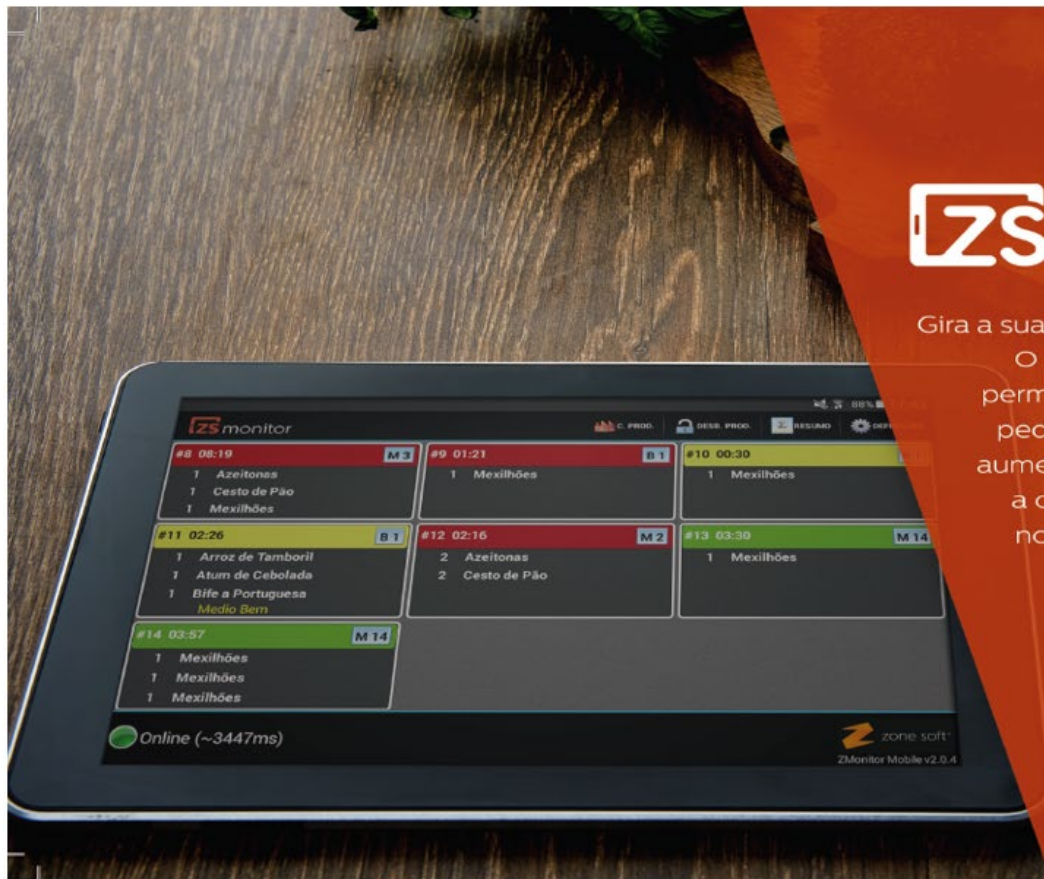 ZS
Gira a sua
O
ZS monitor
88%
C. PROD.
DESB. PROD.
RESUMO
#8 08:19 M 3
1 Azeitonas
1 Cesto de Pão
1 Mexilhões
#9 01:21 B 1
1 Mexilhões
#10 00:30
1 Mexilhões
#11 02:26 B 1
1 Arroz de Tamboril
1 Atum de Cebolada
1 Bife a Portuguesa
Medio Bem
#12 02:16 M 2
2 Azeitonas
2 Cesto de Pão
#13 03:30 M 14
1 Mexilhões
#14 03:57 M 14
1 Mexilhões
1 Mexilhões
1 Mexilhões
Online (~3447ms)
zone soft
ZMonitor Mobile v2.0.4